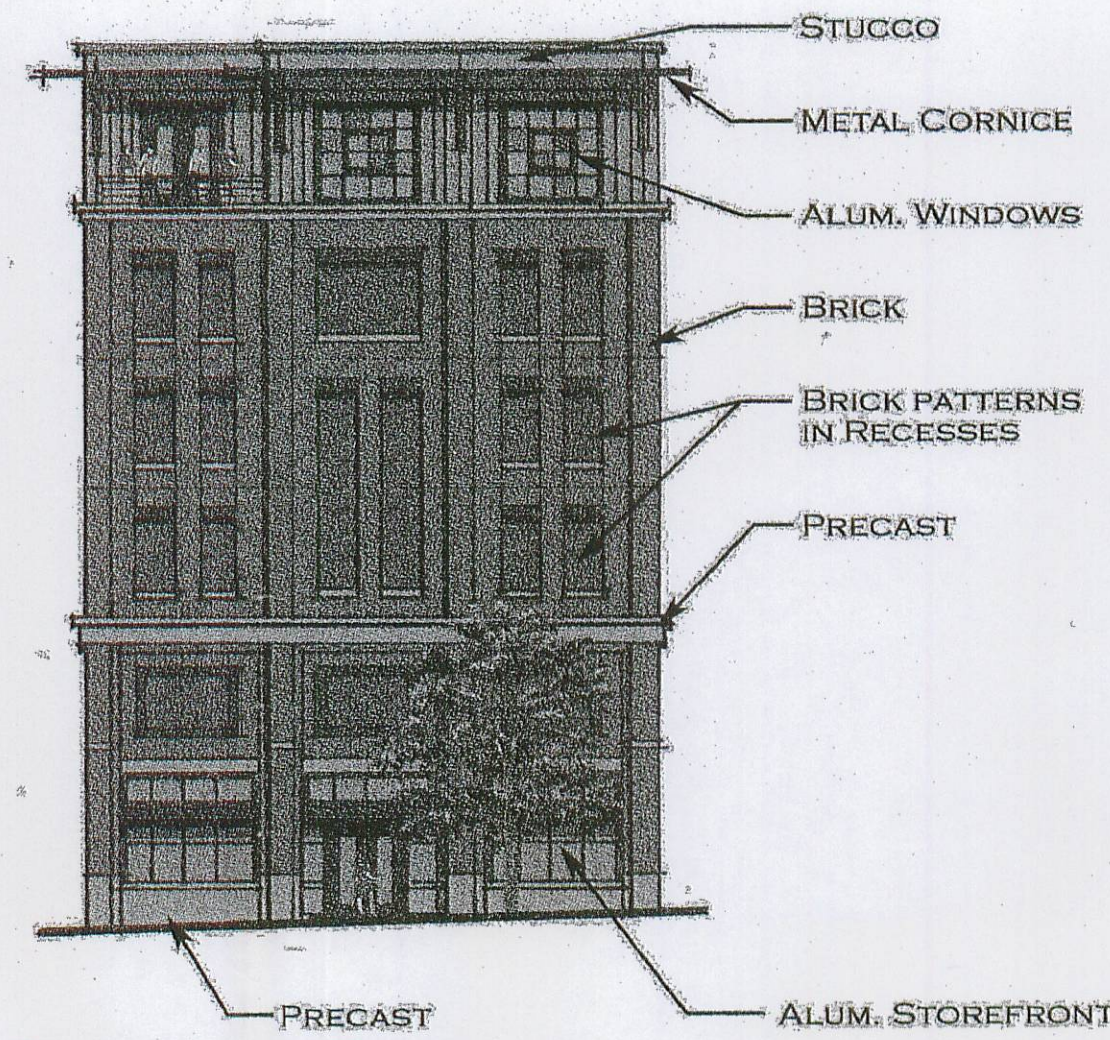 STUCCO
METAL CORNICE
ALUM. WINDOWS
BRICK
BRICK PATTERNS
IN RECESSES
PRECAST
PRECAST
ALUM. STOREFRONT